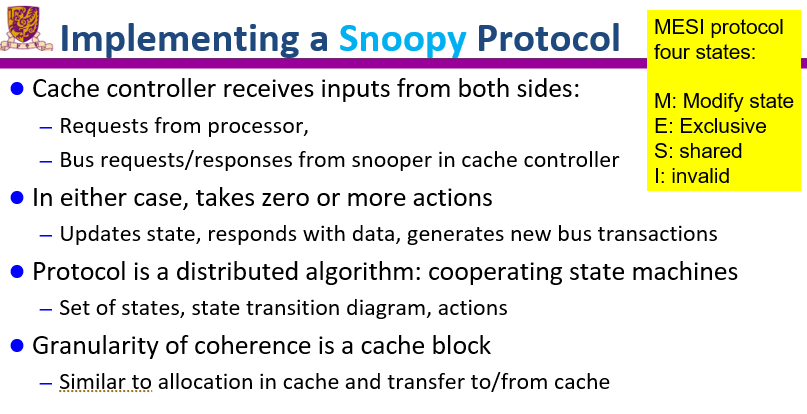 Implementing a Snoopy Protocol
MESI protocol
four states:
M: Modify state
E: Exclusive
S: shared
I: invalid
● Cache controller receives inputs from both sides:
– Requests from processor,
– Bus requests/responses from snooper in cache controller
● In either case, takes zero or more actions
– Updates state, responds with data, generates new bus transactions
● Protocol is a distributed algorithm: cooperating state machines
– Set of states, state transition diagram, actions
● Granularity of coherence is a cache block
– Similar to allocation in cache and transfer to/from cache